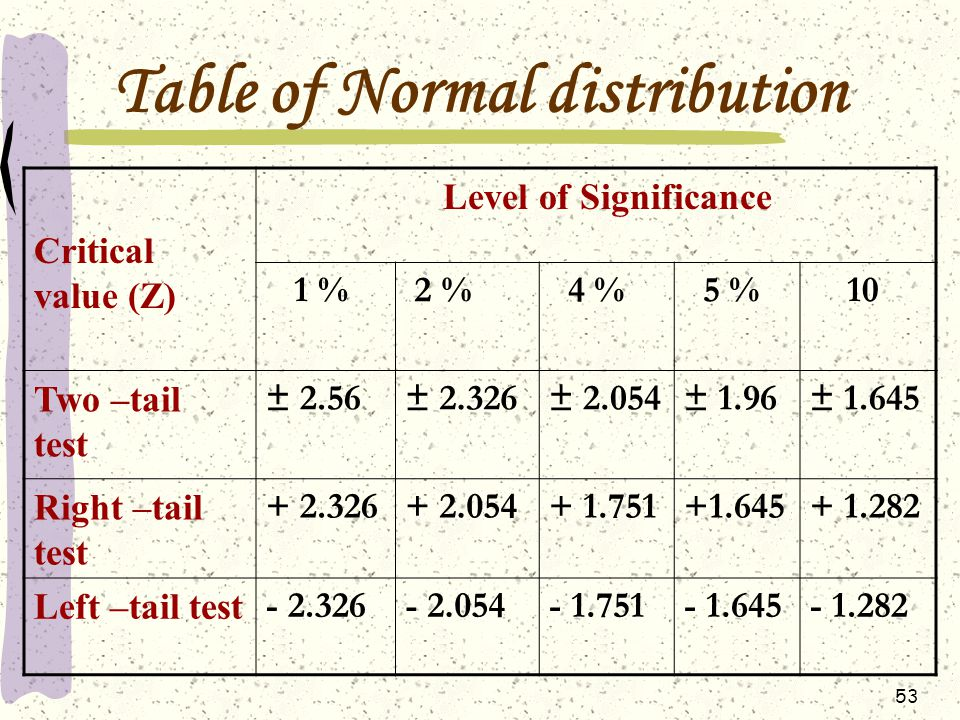 Table of Normal distribution
Level of Significance
Critical
value (Z)
1 % 2 % 4 % 5 % 10
Two –tail
test
± 2.56 ± 2.326 ± 2.054 ± 1.96 ± 1.645
Right –tail
test
+ 2.326 + 2.054 + 1.751 +1.645 + 1.282
Left –tail test - 2.326 - 2.054 - 1.751 - 1.645 - 1.282
53